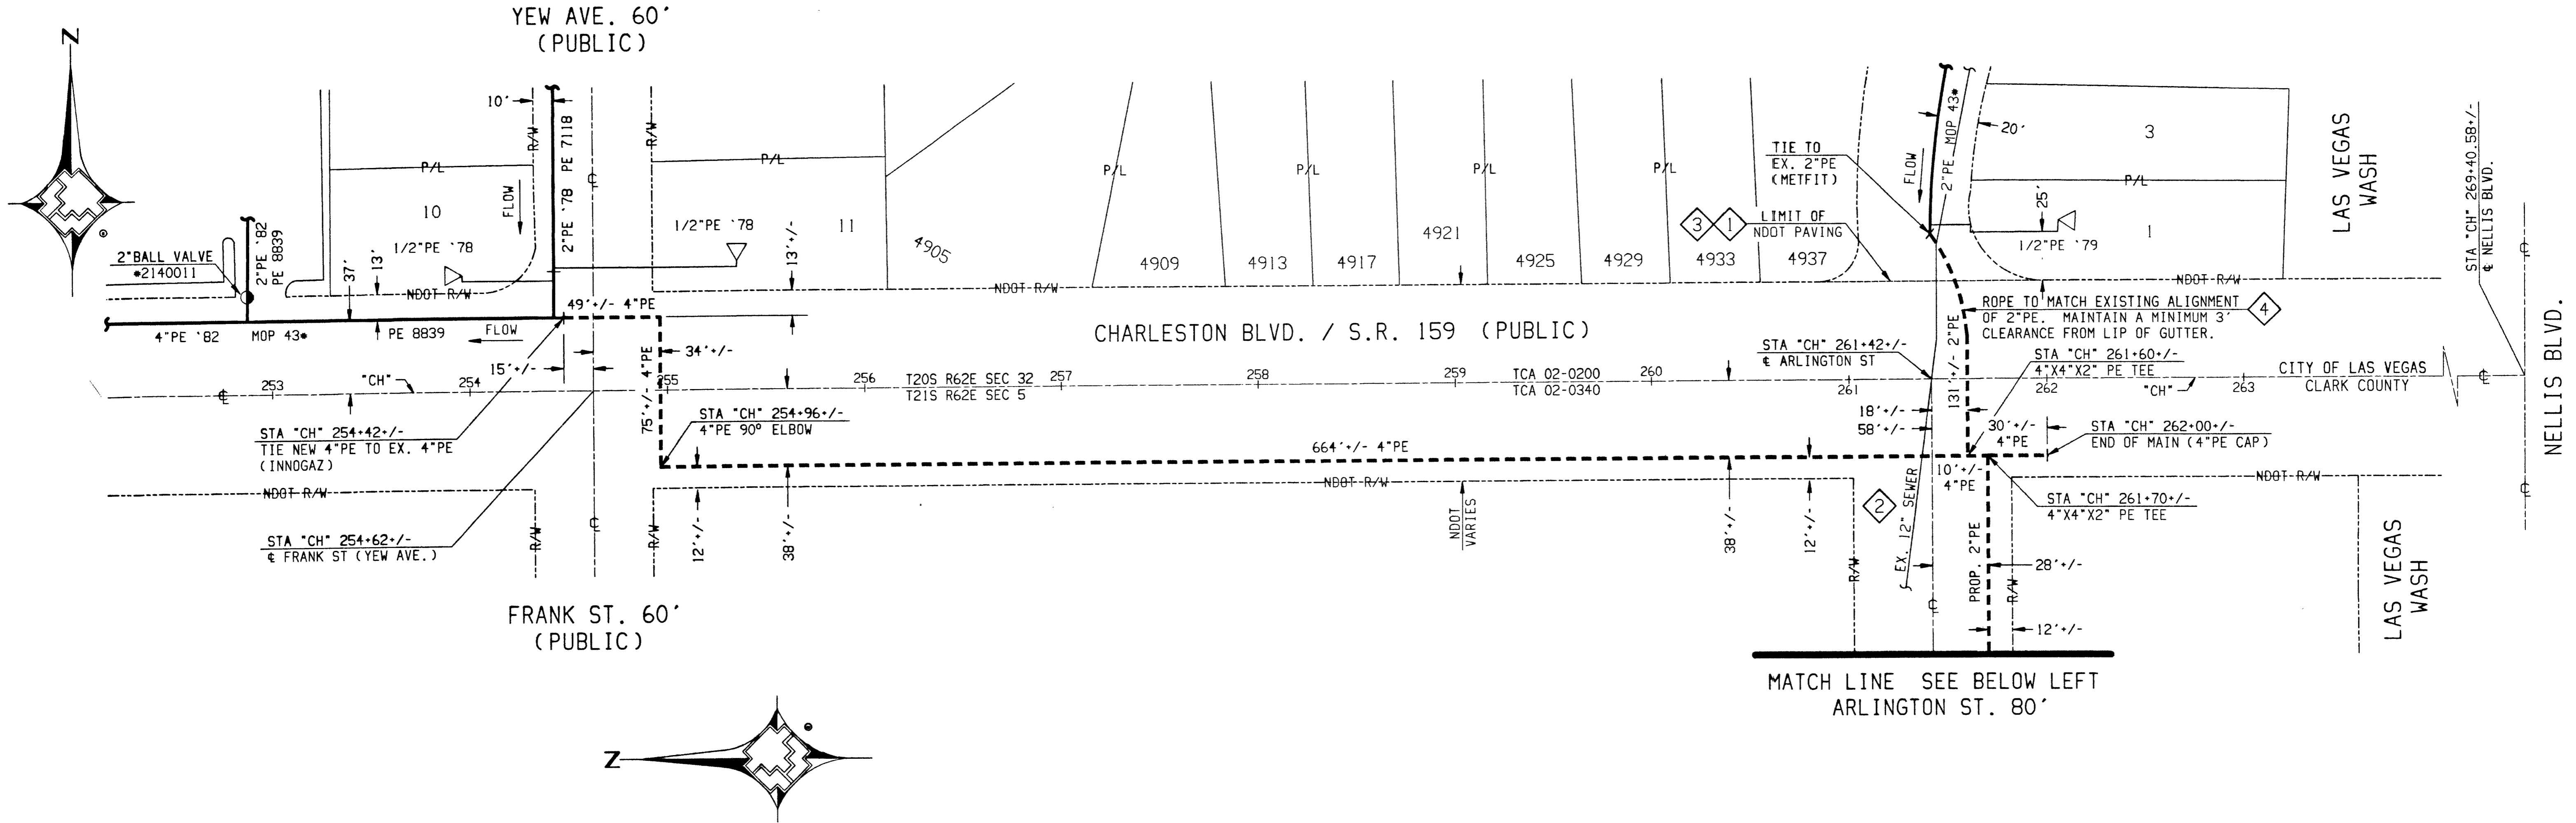 YEW AVE. 60'
(PUBLIC)
N
10'
R/W
2"PE '78 PE 7118
℄
R/W
P/L
P/L
10
FLOW
1/2"PE '78
1/2"PE '78
11
13'+/-
2"BALL VALVE
*2140011
2"PE '82
PE 8839
37'
13'
NDOT R/W
49'+/- 4"PE
4"PE '82
MOP 43*
PE 8839
FLOW
4905
4909
P/L
4913
4917
P/L
4921
4925
P/L
4929
4933
P/L
4937
NDOT R/W
TIE TO
EX. 2"PE
(METFIT)
3
1
LIMIT OF
NDOT PAVING
FLOW
2"PE MOP 43*
20'
3
P/L
25'
1/2"PE '79
1
NDOT R/W
LAS VEGAS
WASH
STA "CH" 269+40.58+/-
℄ NELLIS BLVD.
℄
NELLIS BLVD.
CHARLESTON BLVD. / S.R. 159 (PUBLIC)
ROPE TO MATCH EXISTING ALIGNMENT
OF 2"PE. MAINTAIN A MINIMUM 3'
CLEARANCE FROM LIP OF GUTTER.
4
34'+/-
15'+/-
75'+/- 4"PE
STA "CH" 261+42+/-
℄ ARLINGTON ST
131'+/- 2"PE
STA "CH" 261+60+/-
4"X4"X2" PE TEE
℄
253
"CH"
254
255
256
T20S R62E SEC 32
T21S R62E SEC 5
257
258
259
TCA 02-0200
TCA 02-0340
260
261
262
"CH"
263
CITY OF LAS VEGAS
CLARK COUNTY
℄
STA "CH" 254+42+/-
TIE NEW 4"PE TO EX. 4"PE
(INNOGAZ)
STA "CH" 254+96+/-
4"PE 90° ELBOW
18'+/-
58'+/-
30'+/-
4"PE
STA "CH" 262+00+/-
END OF MAIN (4"PE CAP)
664'+/- 4"PE
10'+/-
4"PE
NDOT R/W
NDOT R/W
NDOT R/W
STA "CH" 254+62+/-
℄ FRANK ST (YEW AVE.)
R/W
℄
R/W
12'+/-
38'+/-
NDOT
VARIES
38'+/-
12'+/-
2
EX. 12" SEWER
STA "CH" 261+70+/-
4"X4"X2" PE TEE
R/W
℄
PROP. 2"PE
28'+/-
R/W
12'+/-
℄
LAS VEGAS
WASH
FRANK ST. 60'
(PUBLIC)
MATCH LINE SEE BELOW LEFT
ARLINGTON ST. 80'
N